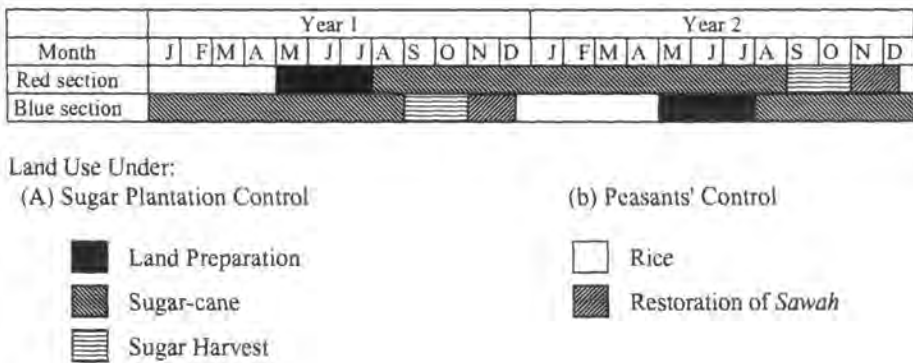 Year 1 Year 2
Month J F M A M J J A S O N D J F M A M J J A S O N D
Red section
Blue section
Land Use Under:
(A) Sugar Plantation Control (b) Peasants' Control
Land Preparation Rice
Sugar-cane Restoration of Sawah
Sugar Harvest